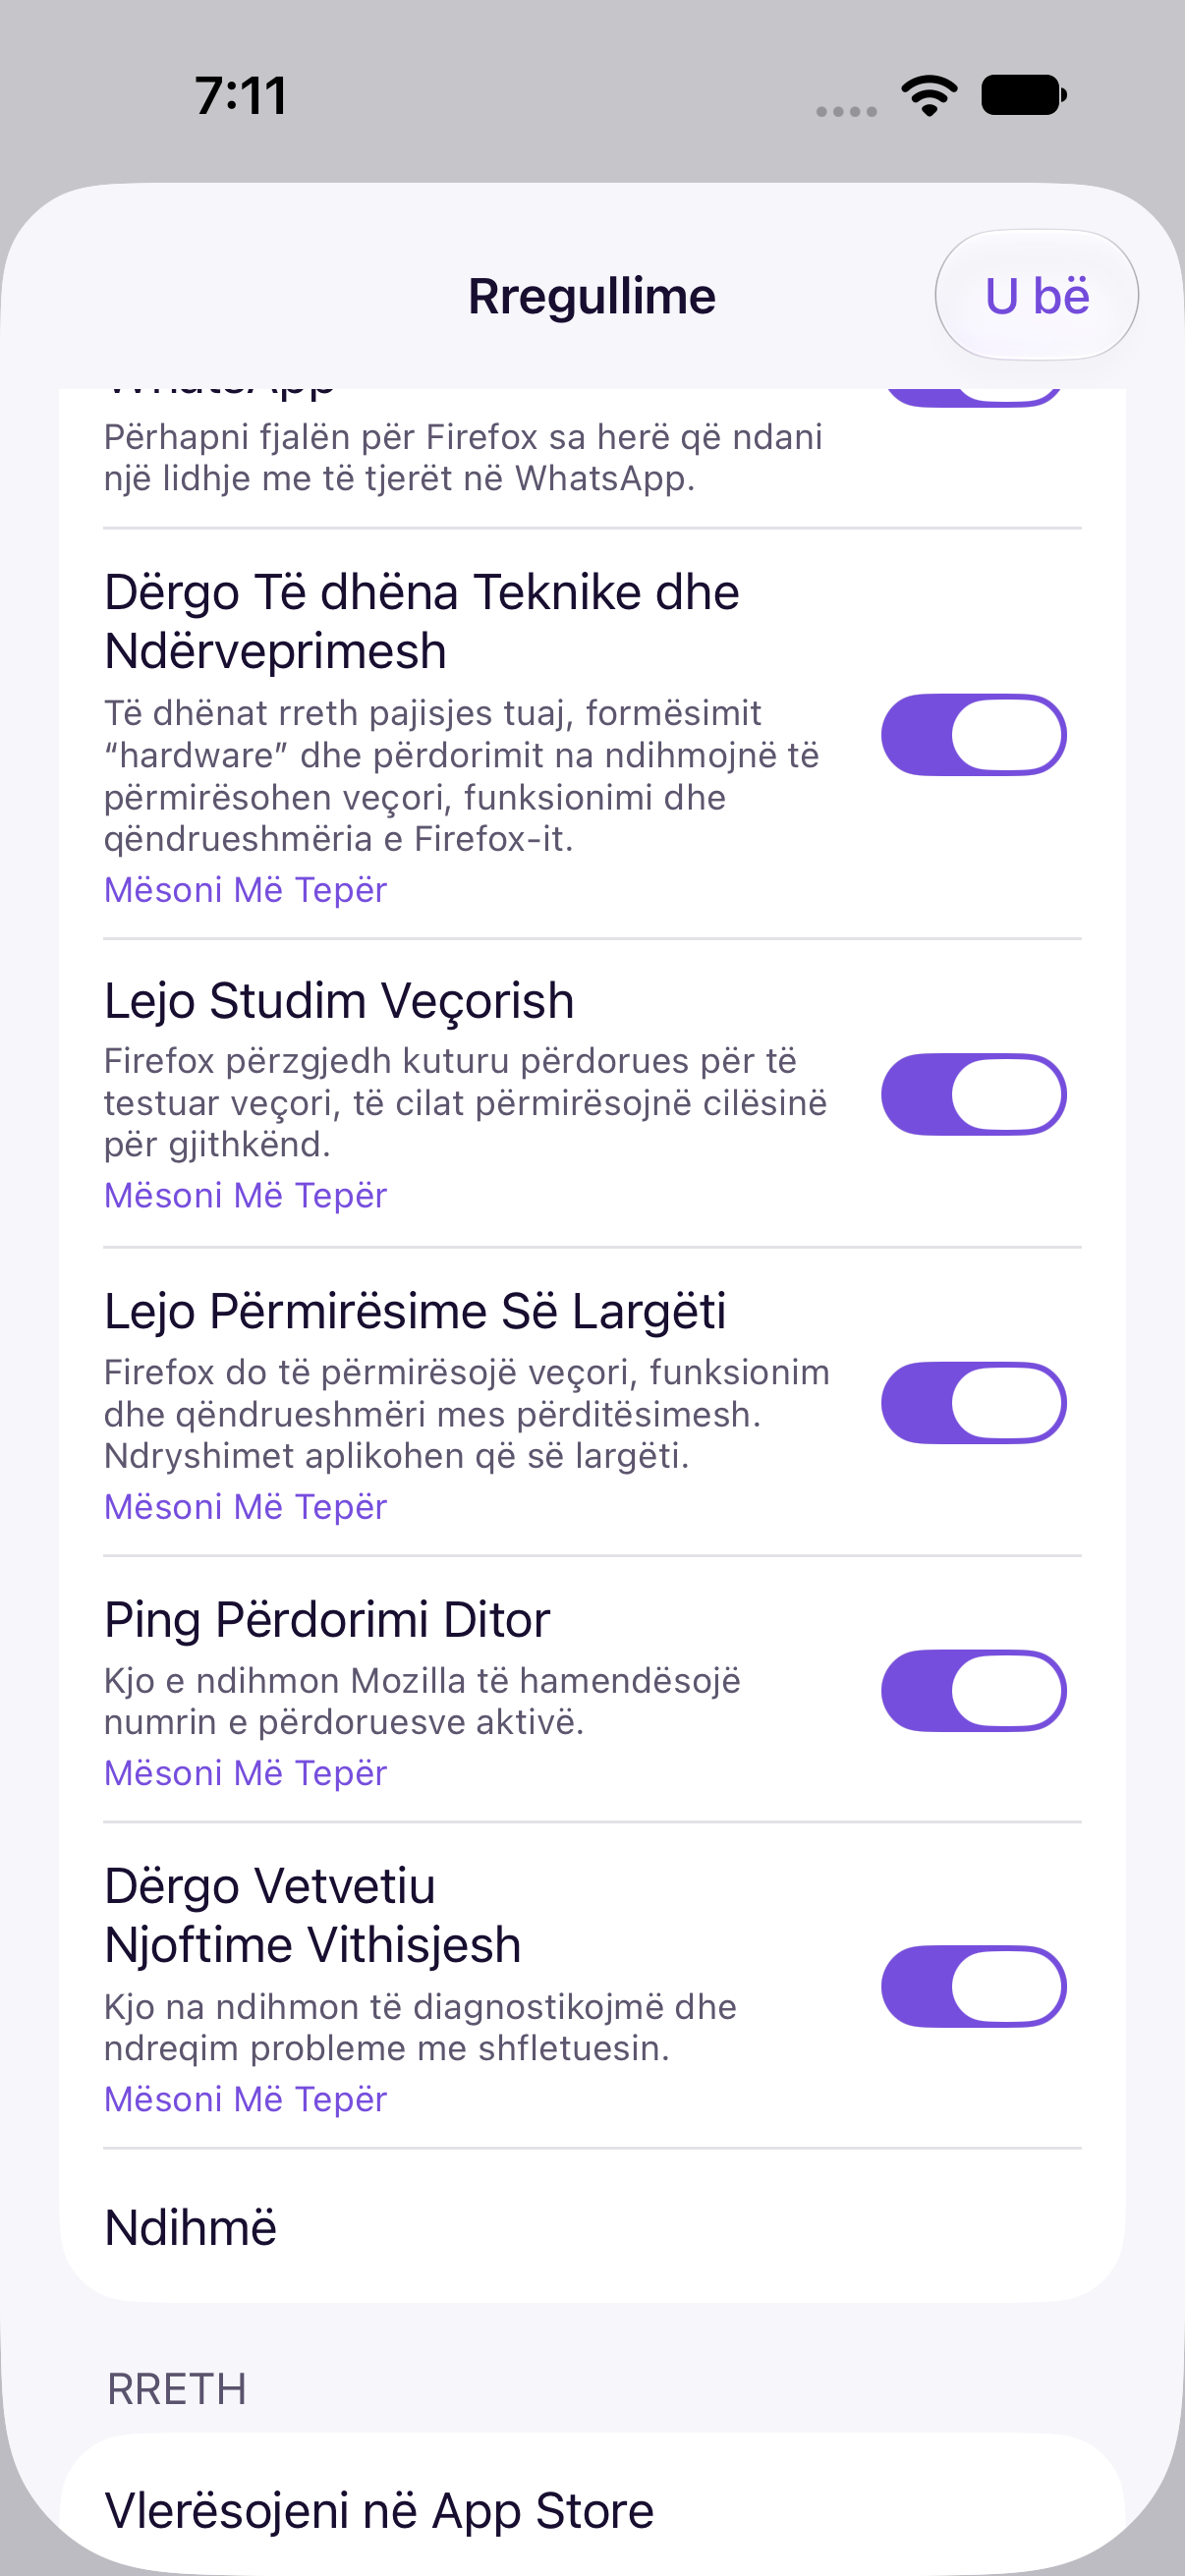 7:11
Rregullime
U bë
WhatsApp
Përhapni fjalën për Firefox sa herë që ndani
një lidhje me të tjerët në WhatsApp.
Dërgo Të dhëna Teknike dhe
Ndërveprimesh
Të dhënat rreth pajisjes tuaj, formësimit
“hardware” dhe përdorimit na ndihmojnë të
përmirësohen veçori, funksionimi dhe
qëndrueshmëria e Firefox-it.
Mësoni Më Tepër
Lejo Studim Veçorish
Firefox përzgjedh kuturu përdorues për të
testuar veçori, të cilat përmirësojnë cilësinë
për gjithkënd.
Mësoni Më Tepër
Lejo Përmirësime Së Largëti
Firefox do të përmirësojë veçori, funksionim
dhe qëndrueshmëri mes përditësimesh.
Ndryshimet aplikohen që së largëti.
Mësoni Më Tepër
Ping Përdorimi Ditor
Kjo e ndihmon Mozilla të hamendësojë
numrin e përdoruesve aktivë.
Mësoni Më Tepër
Dërgo Vetvetiu
Njoftime Vithisjesh
Kjo na ndihmon të diagnostikojmë dhe
ndreqim probleme me shfletuesin.
Mësoni Më Tepër
Ndihmë
RRETH
Vlerësojeni në App Store